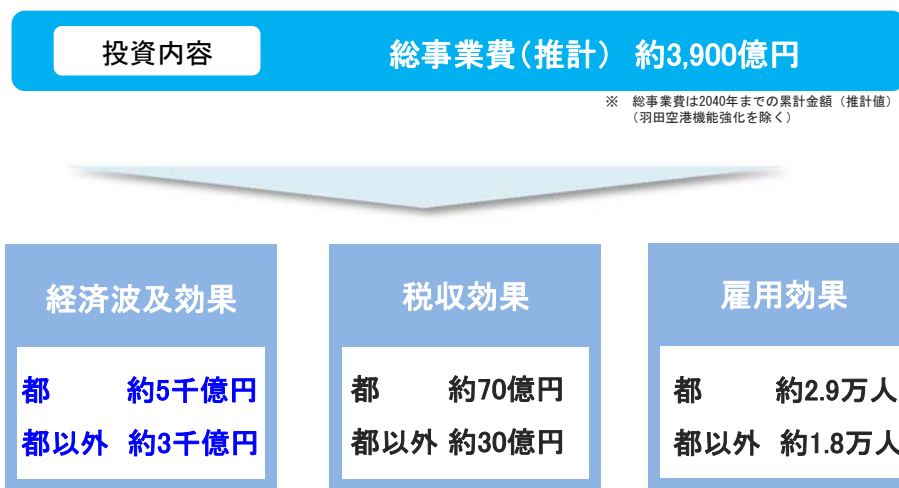 投資内容
総事業費(推計) 約3,900億円
※ 総事業費は2040年までの累計金額(推計値)
(羽田空港機能強化を除く)
経済波及効果
都 約5千億円
都以外 約3千億円
税収効果
都 約70億円
都以外 約30億円
雇用効果
都 約2.9万人
都以外 約1.8万人